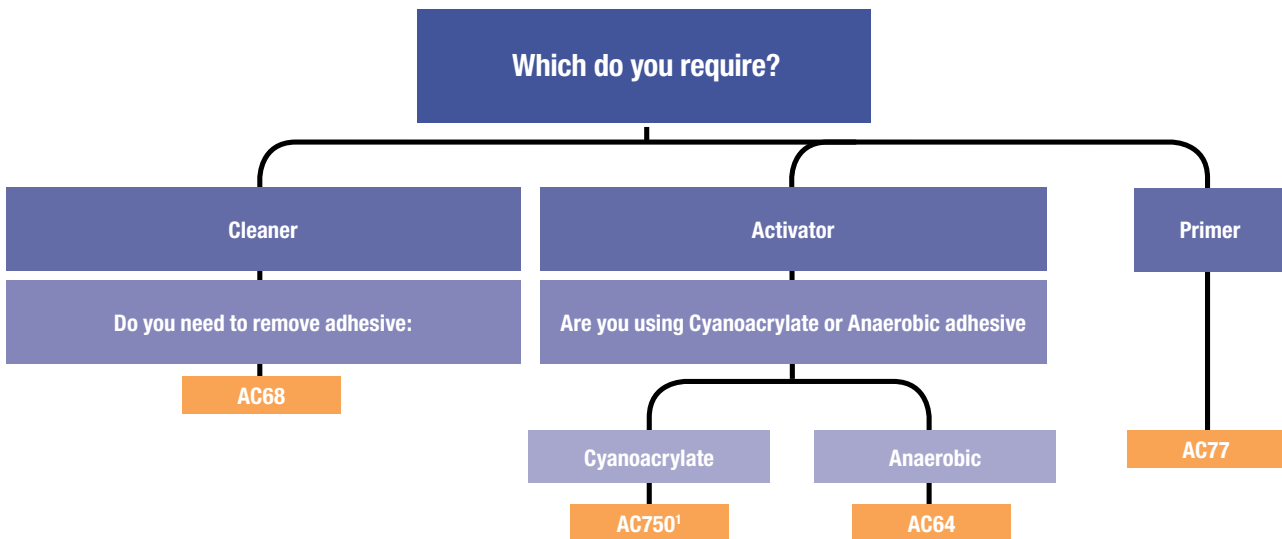 Which do you require?
Cleaner
Activator
Primer
Do you need to remove adhesive:
Are you using Cyanoacrylate or Anaerobic adhesive
AC68
Cyanoacrylate
Anaerobic
AC77
AC750¹
AC64